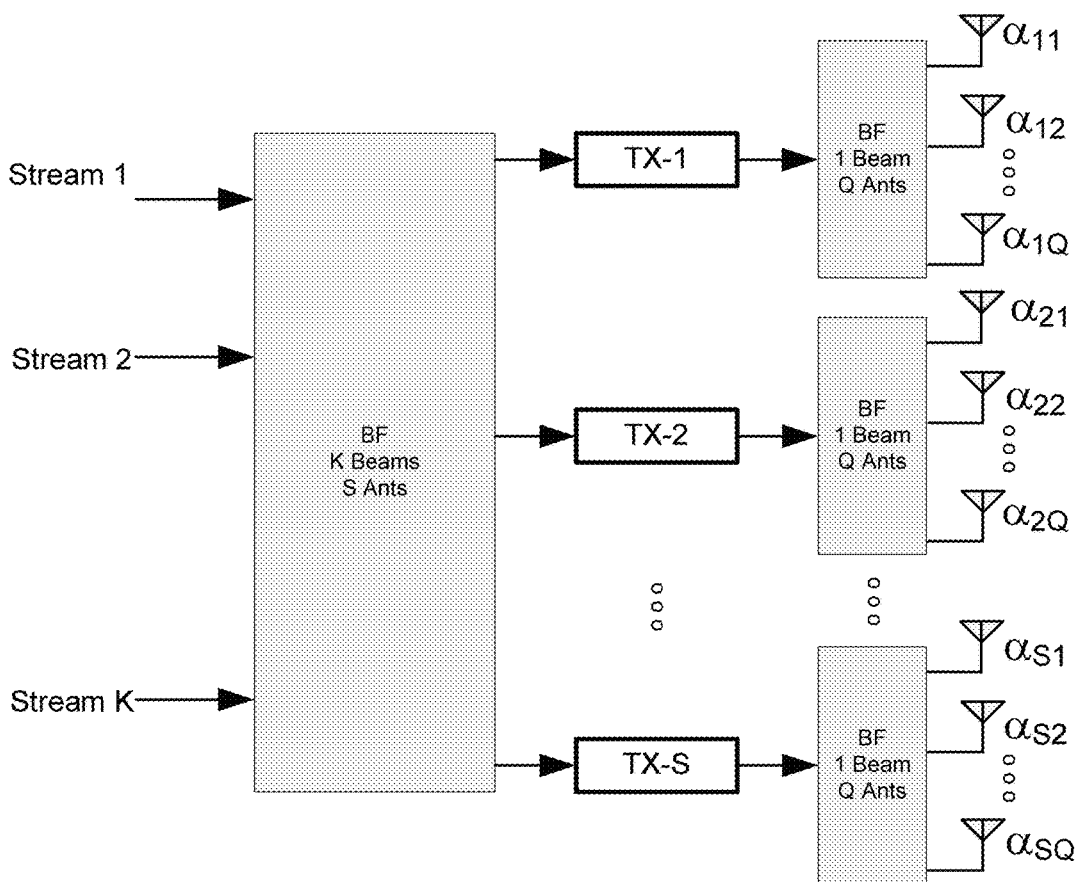 Stream 1
Stream 2
Stream K
BF
K Beams
S Ants
TX-1
TX-2
TX-S
BF
1 Beam
Q Ants
α11
α12
α1Q
BF
1 Beam
Q Ants
α21
α22
α2Q
BF
1 Beam
Q Ants
αS1
αS2
αSQ